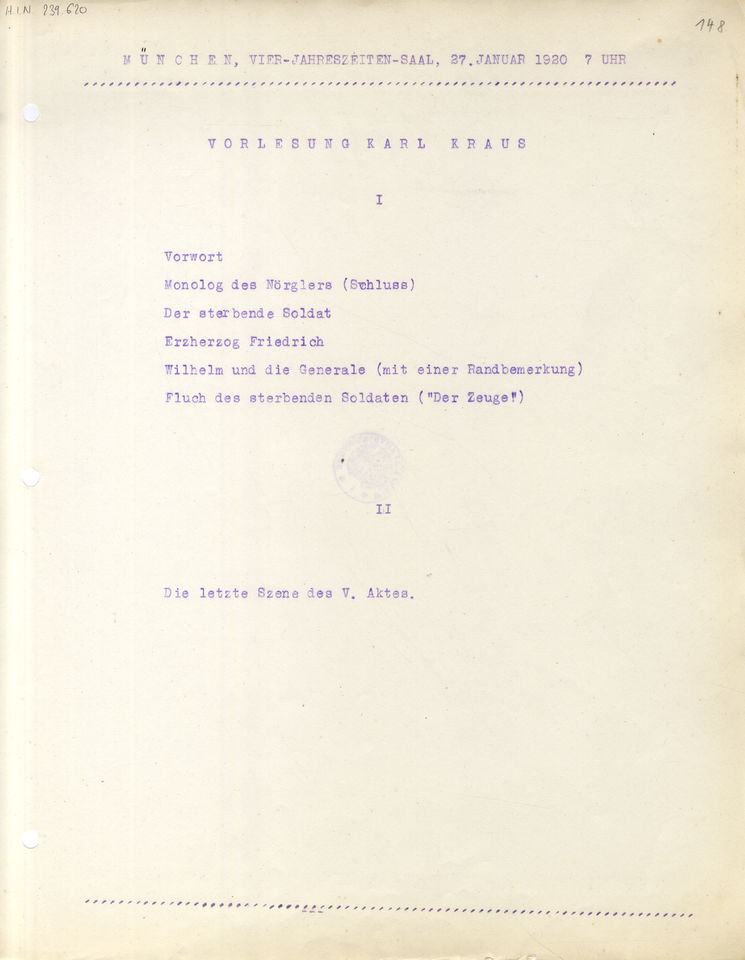 H.I.N 239.620
148
MÜNCHEN, VIER-JAHRESZEITEN-SAAL, 27.JANUAR 1920 7 UHR
VORLESUNG KARL KRAUS
I
Vorwort
Monolog des Nörglers (Schluss)
Der sterbende Soldat
Erzherzog Friedrich
Wilhelm und die Generale (mit einer Randbemerkung)
Fluch des sterbenden Soldaten ("Der Zeuge")
II
Die letzte Szene des V. Aktes.